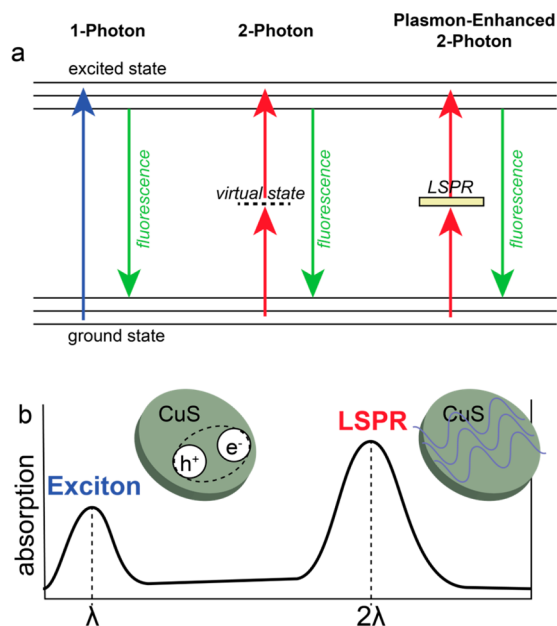 1-Photon
2-Photon
Plasmon-Enhanced
2-Photon
a
excited state
fluorescence
virtual state
fluorescence
LSPR
fluorescence
ground state
b
CuS
h+
e-
Exciton
LSPR
CuS
absorption
λ
2λ